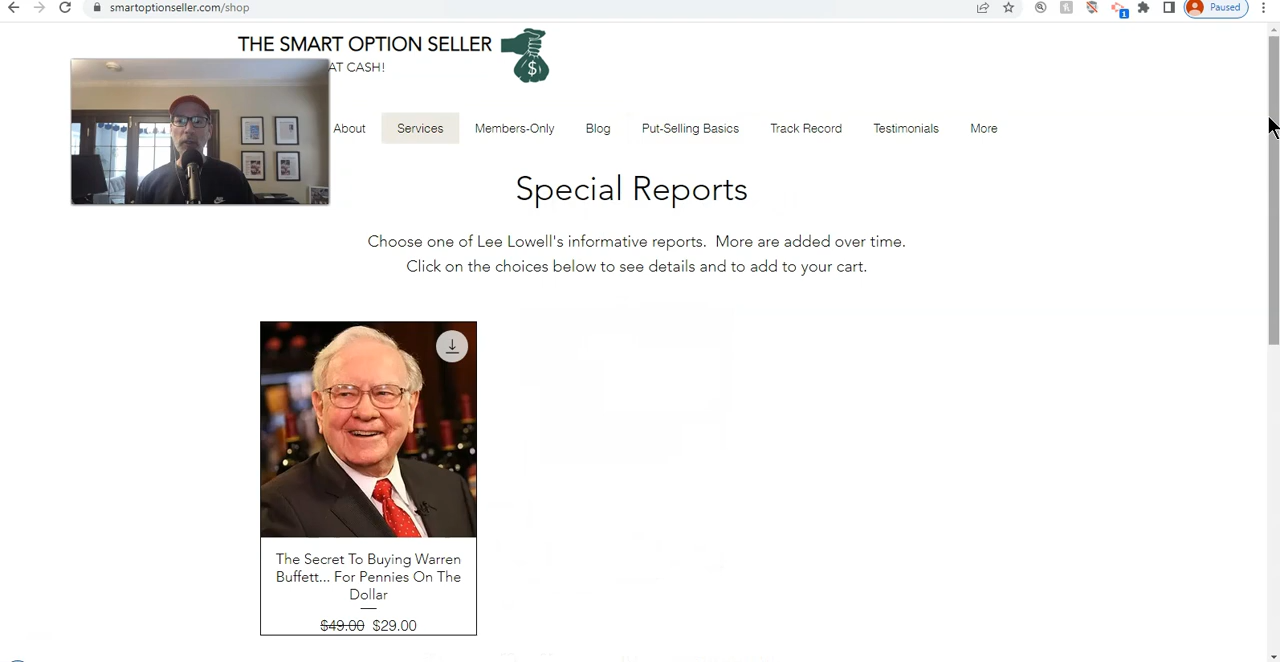 smartoptionseller.com/shop
1
Paused
THE SMART OPTION SELLER
AT CASH!
$
About
Services
Members-Only
Blog
Put-Selling Basics
Track Record
Testimonials
More
Special Reports
Choose one of Lee Lowell's informative reports. More are added over time.
Click on the choices below to see details and to add to your cart.
The Secret To Buying Warren
Buffett... For Pennies On The
Dollar
$49.00 $29.00